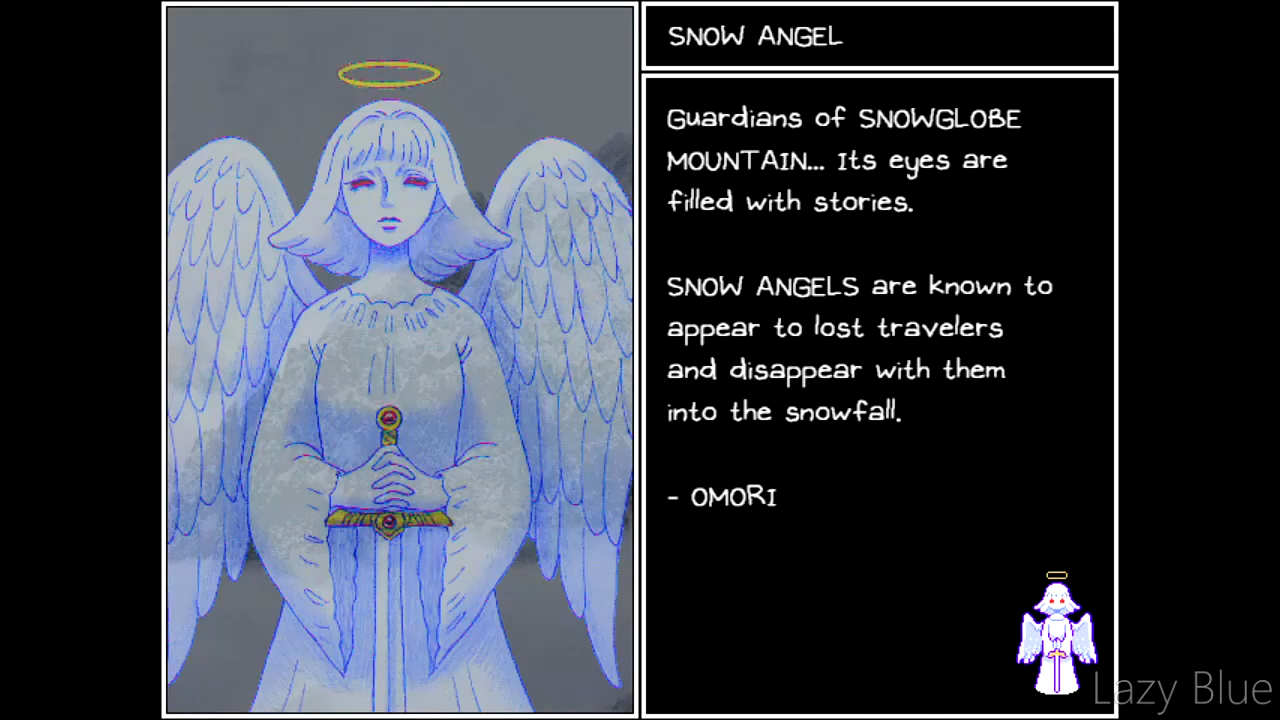 SNOW ANGEL
Guardians of SNOWGLOBE
MOUNTAIN... Its eyes are
filled with stories.
SNOW ANGELS are known to
appear to lost travelers
and disappear with them
into the snowfall.
- OMORI
Lazy Blue